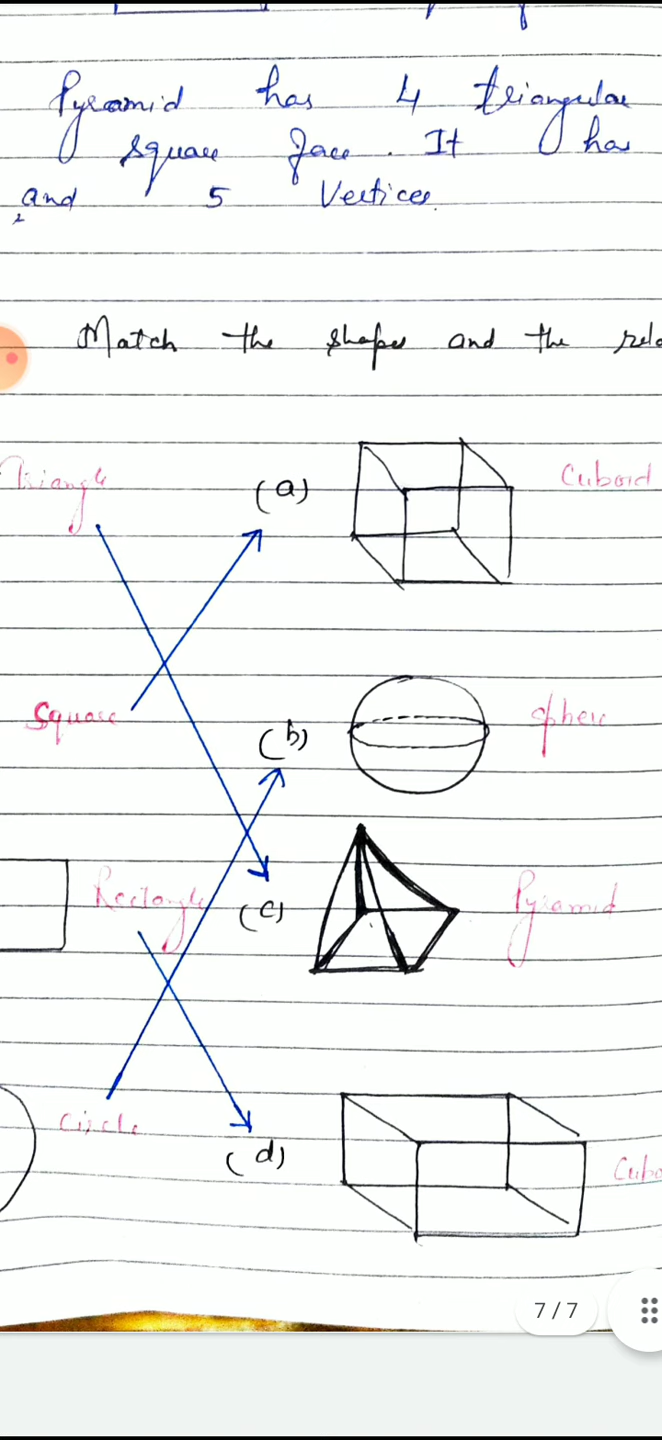 Pyramid has 4 triangular
square face. It has
and 5 Vertices.
Match the shapes and the
Triangle
(a)
Cuboid
Square
(b)
Sphere
Rectangle
(c)
Pyramid
Circle
(d)
7/7